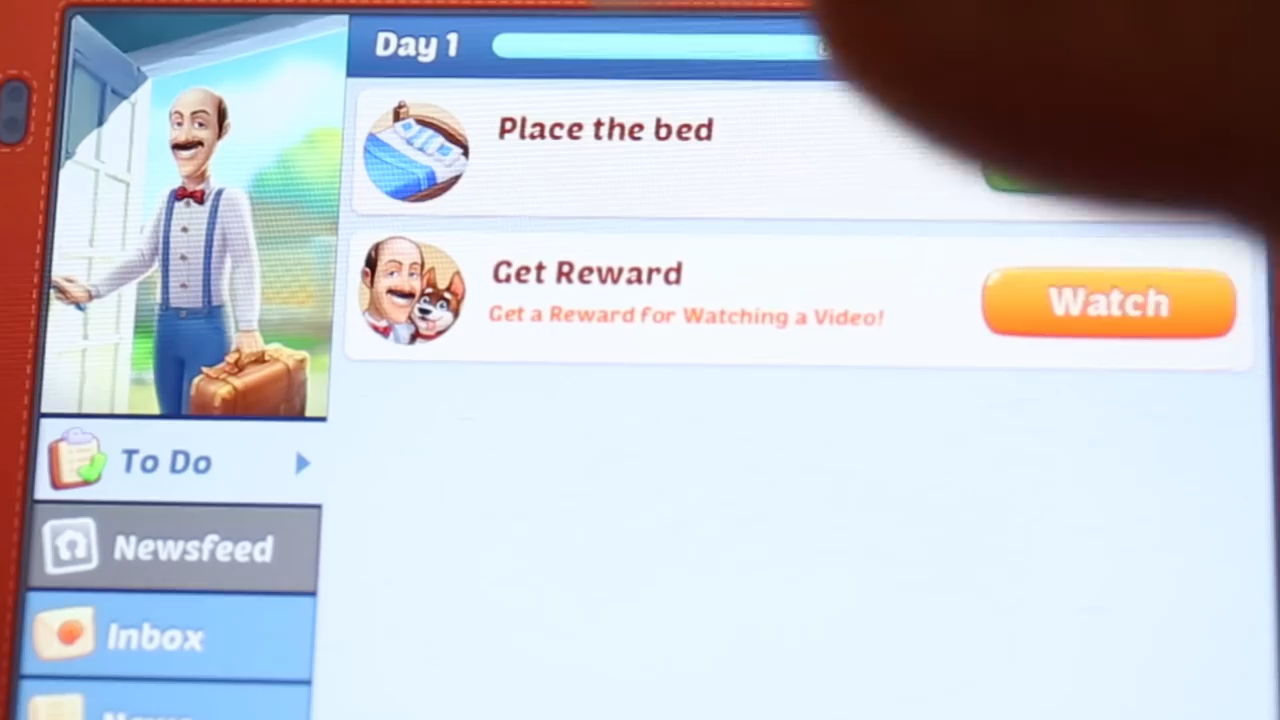 Day 1
Place the bed
Get Reward
Get a Reward for Watching a Video!
Watch
To Do
Newsfeed
Inbox